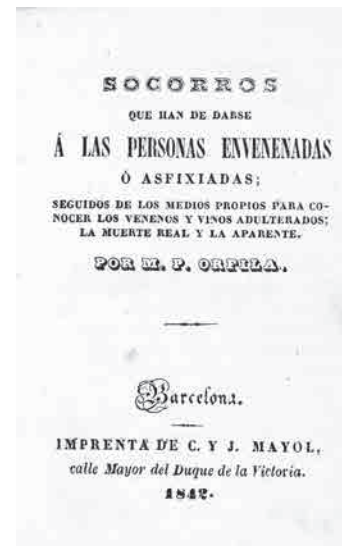 SOCORROS
QUE HAN DE DARSE
Á LAS PERSONAS ENVENENADAS
Ó ASFIXIADAS;
SEGUIDOS DE LOS MEDIOS PROPIOS PARA CO-
NOCER LOS VENENOS Y VINOS ADULTERADOS;
LA MUERTE REAL Y LA APARENTE.
POR M. P. ORFILA.
Barcelona.
IMPRENTA DE C. Y J. MAYOL,
calle Mayor del Duque de la Victoria.
1842.